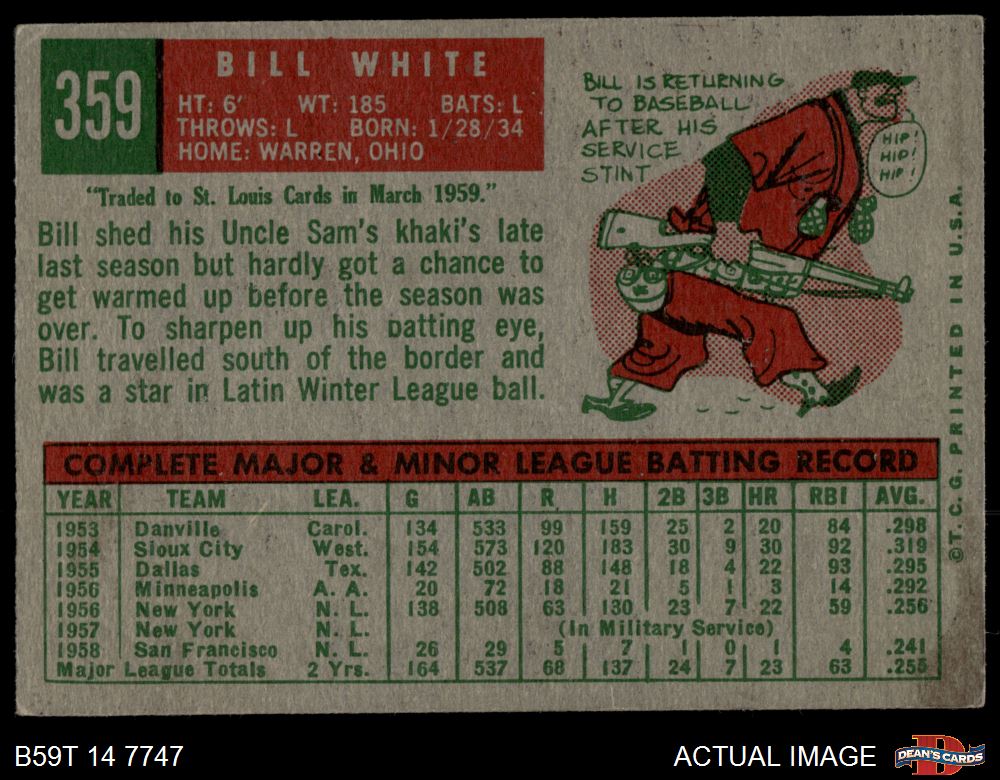 359
BILL WHITE
HT: 6' WT: 185 BATS: L
THROWS: L BORN: 1/28/34
HOME: WARREN, OHIO
"Traded to St. Louis Cards in March 1959."
Bill shed his Uncle Sam's khaki's late
last season but hardly got a chance to
get warmed up before the season was
over. To sharpen up his batting eye,
Bill travelled south of the border and
was a star in Latin Winter League ball.
BILL IS RETURNING
TO BASEBALL
AFTER HIS
SERVICE
STINT
HIP!
HIP!
HIP!
©T. C. G. PRINTED IN U.S.A.
COMPLETE MAJOR & MINOR LEAGUE BATTING RECORD
YEAR TEAM LEA. G AB R H 2B 3B HR RBI AVG.
1953 Danville Carol. 134 533 99 159 25 2 20 84 .298
1954 Sioux City West. 154 573 120 183 30 9 30 92 .319
1955 Dallas Tex. 142 502 88 148 18 4 22 93 .295
1956 Minneapolis A. A. 20 72 18 21 5 1 3 14 .292
1956 New York N. L. 138 508 63 130 23 7 22 59 .256
1957 New York N. L. (In Military Service)
1958 San Francisco N. L. 26 29 5 7 1 0 1 4 .241
Major League Totals 2 Yrs. 164 537 68 137 24 7 23 63 .255
B59T 14 7747
ACTUAL IMAGE
DEAN'S CARDS